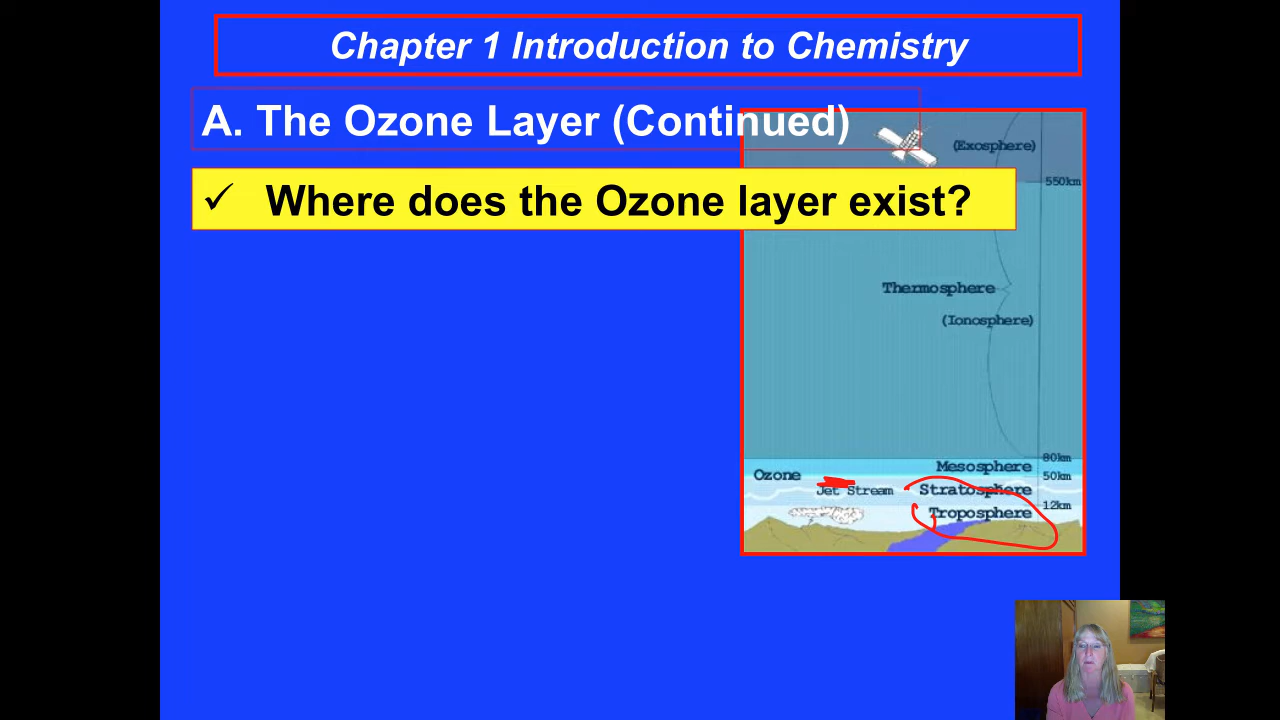 Chapter 1 Introduction to Chemistry
A. The Ozone Layer (Continued)
✓ Where does the Ozone layer exist?
(Exosphere)
550km
Thermosphere
(Ionosphere)
80km
Mesosphere
Ozone
50km
Jet Stream
Stratosphere
12km
Troposphere